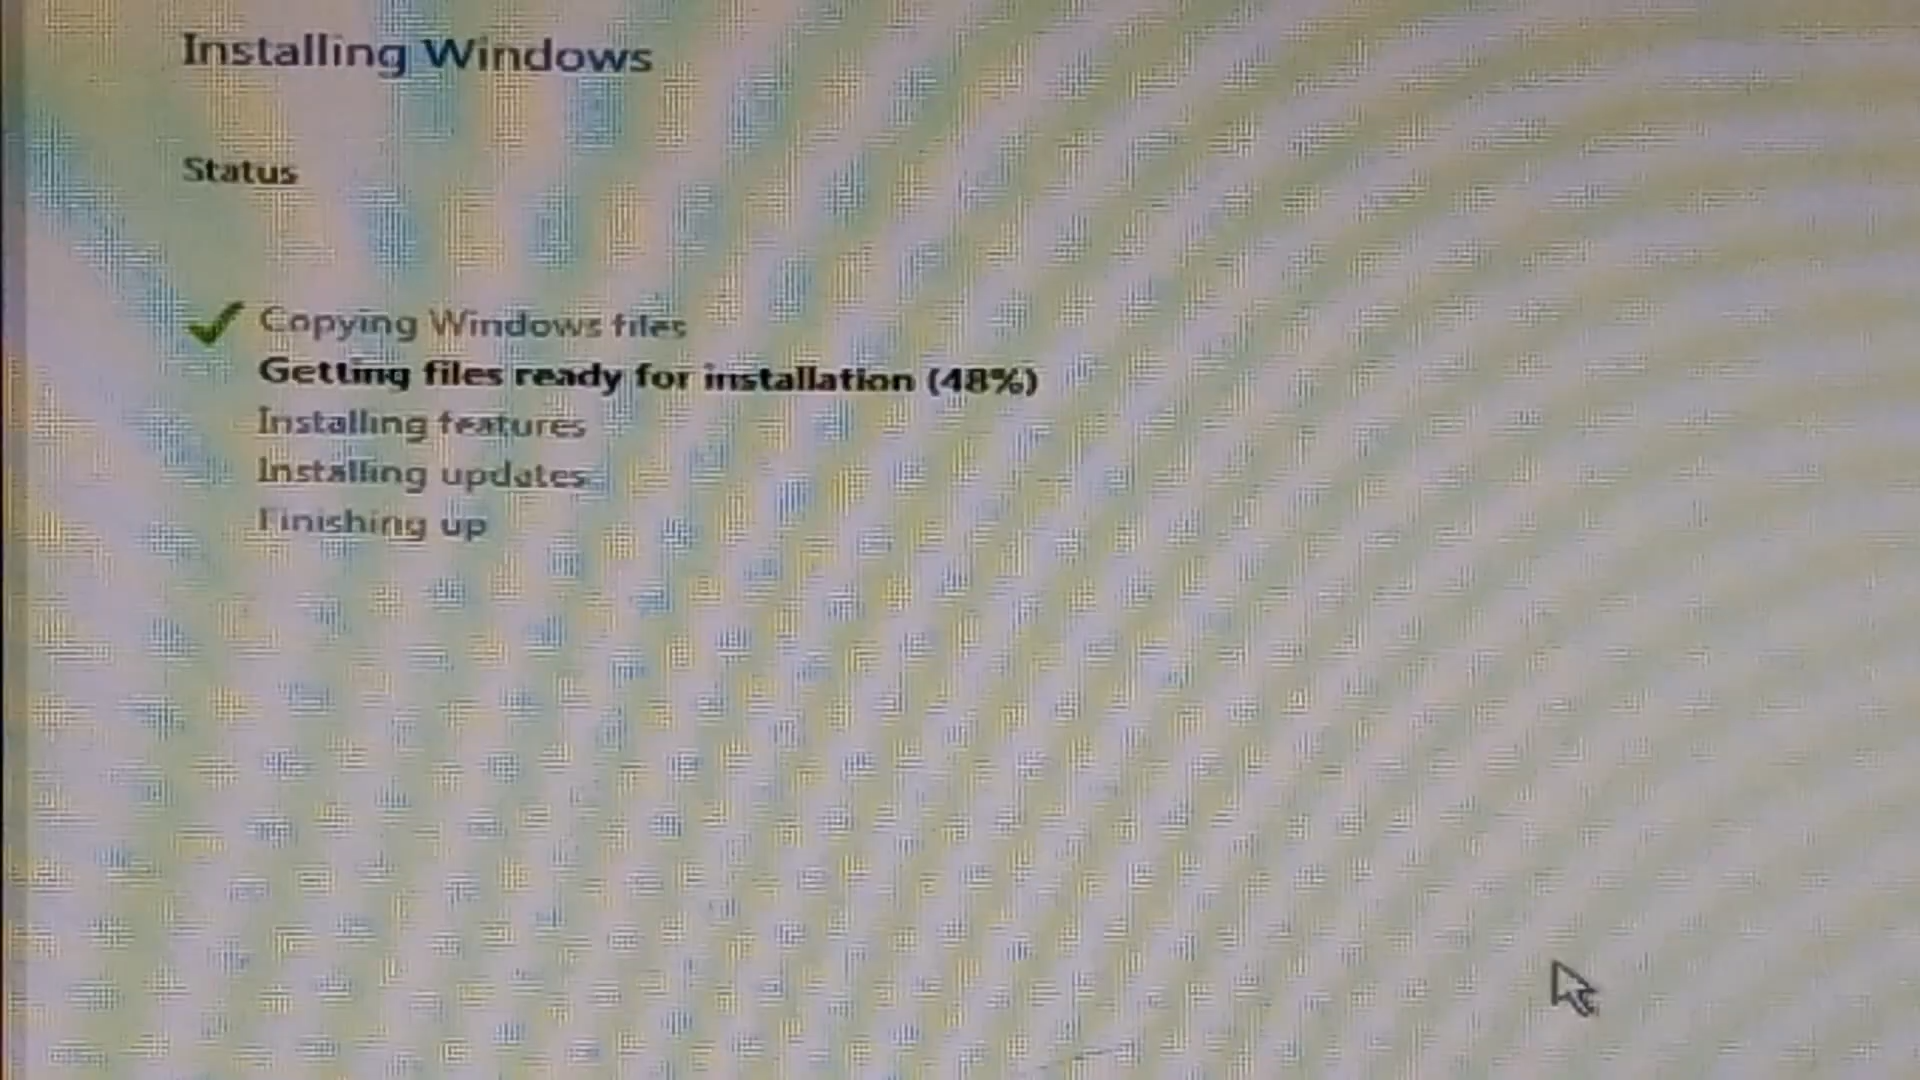 Installing Windows
Status
Copying Windows files
Getting files ready for installation (48%)
Installing features
Installing updates
Finishing up